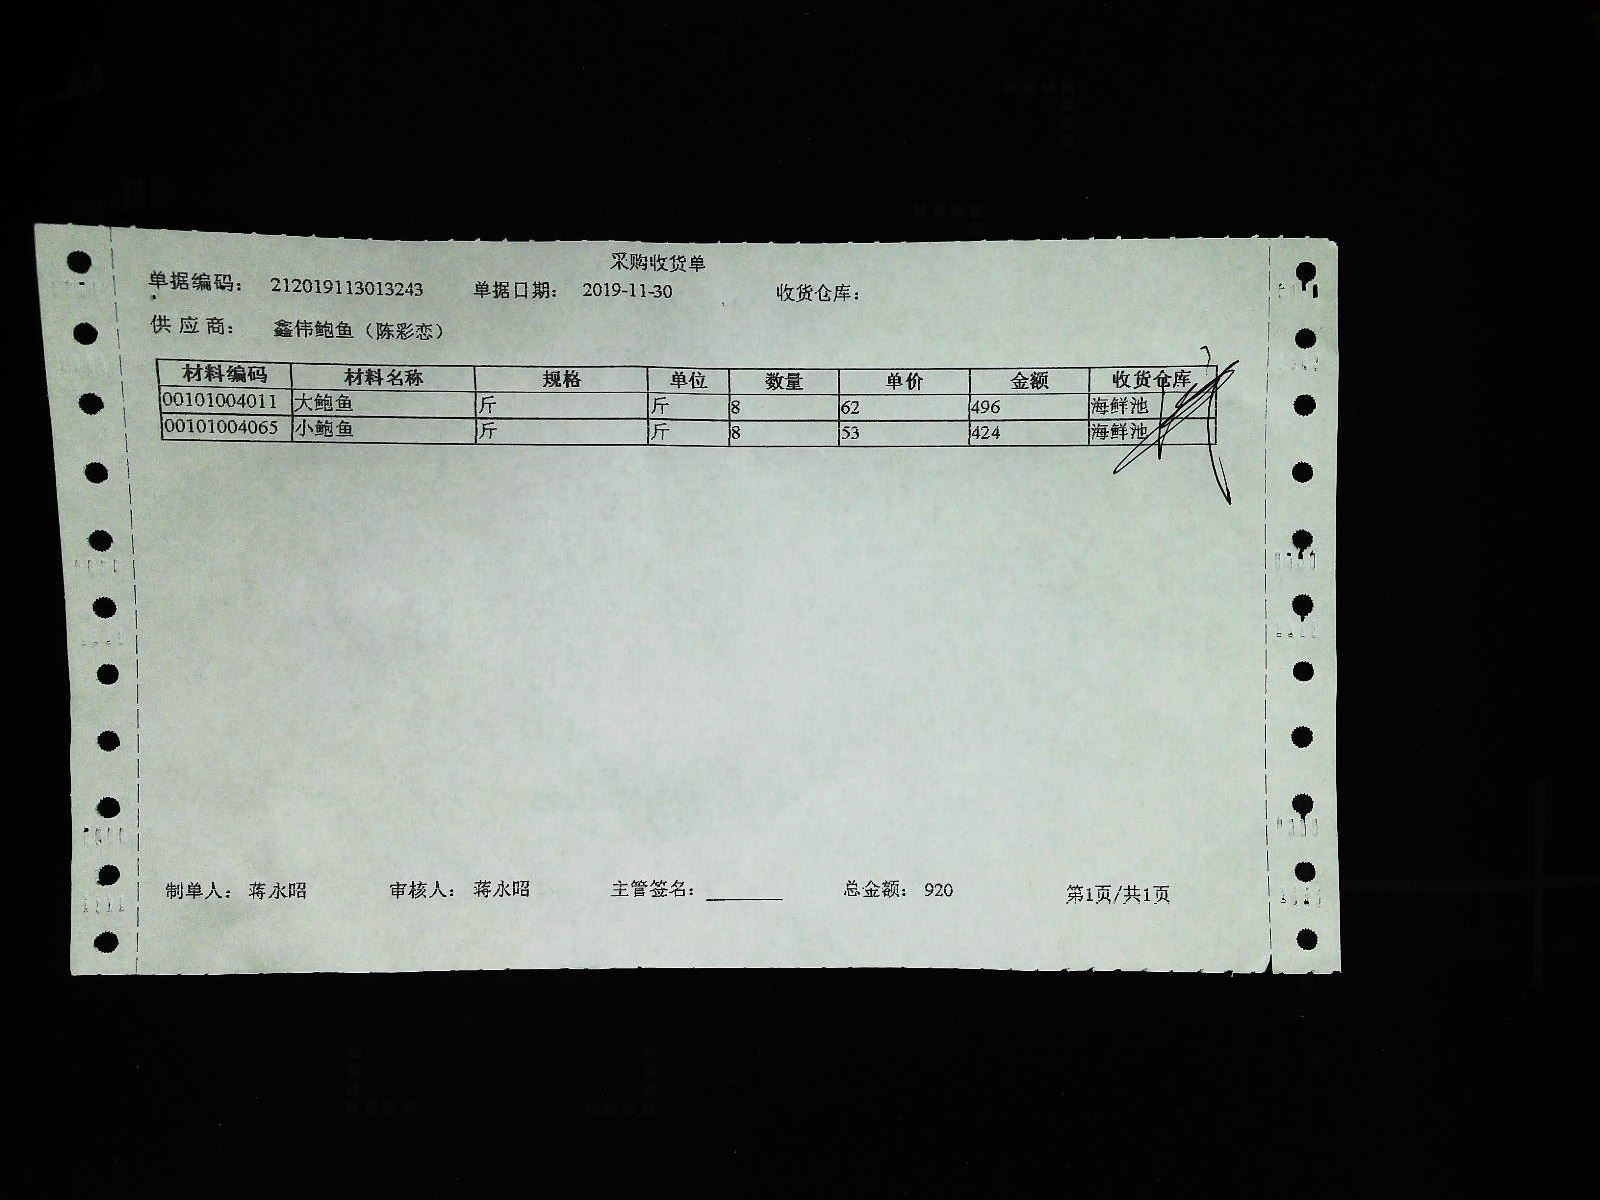 采购收货单
单据编码： 212019113013243 单据日期： 2019-11-30 收货仓库：
供 应 商： 鑫伟鲍鱼（陈彩恋）
材料编码 材料名称 规格 单位 数量 单价 金额 收货仓库
00101004011 大鲍鱼 斤 斤 8 62 496 海鲜池
00101004065 小鲍鱼 斤 斤 8 53 424 海鲜池
制单人： 蒋永昭 审核人： 蒋永昭 主管签名： 总金额： 920 第1页/共1页